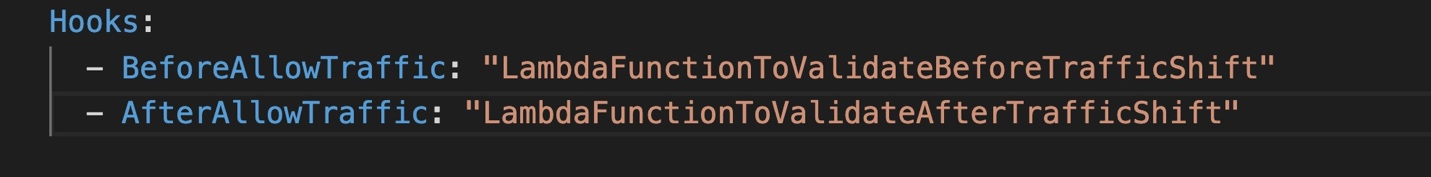 Hooks:
- BeforeAllowTraffic: "LambdaFunctionToValidateBeforeTrafficShift"
- AfterAllowTraffic: "LambdaFunctionToValidateAfterTrafficShift"